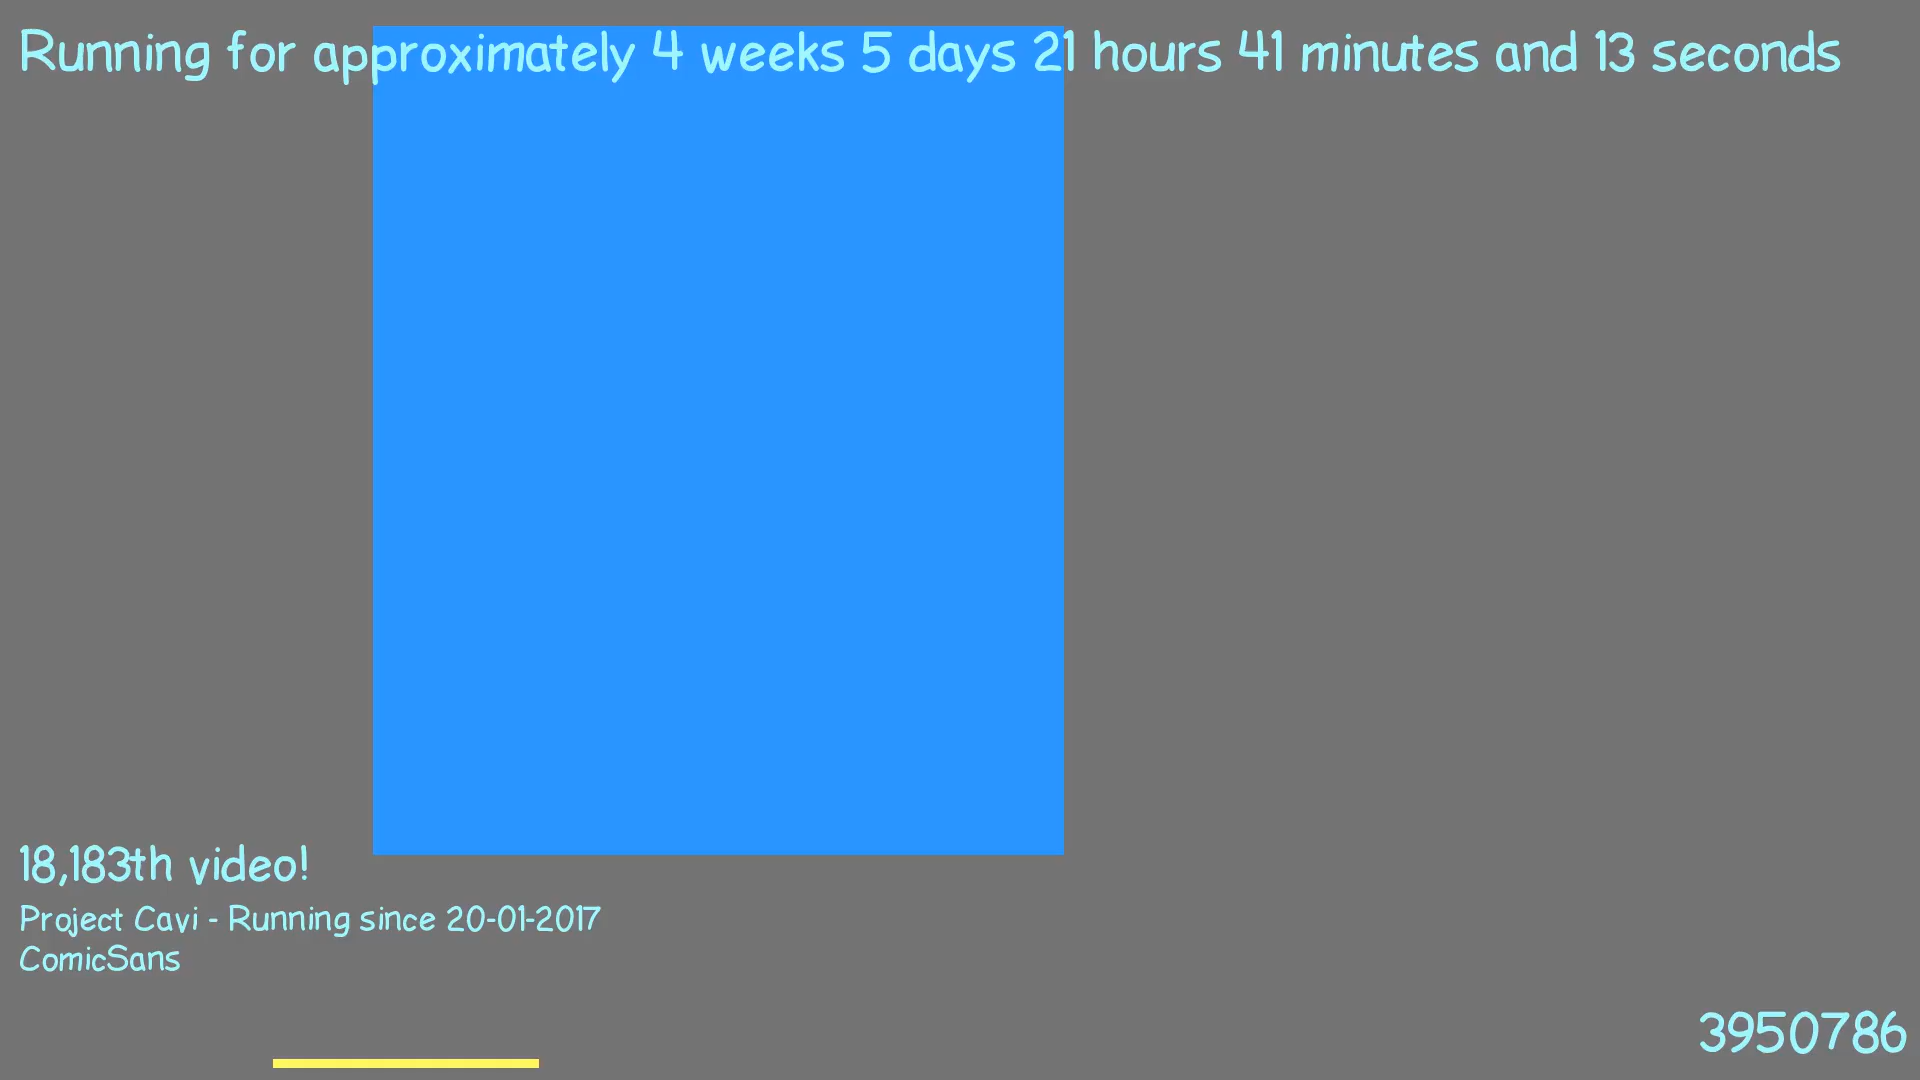 Running for approximately 4 weeks 5 days 21 hours 41 minutes and 13 seconds
18,183th video!
Project Cavi - Running since 20-01-2017
ComicSans
3950786